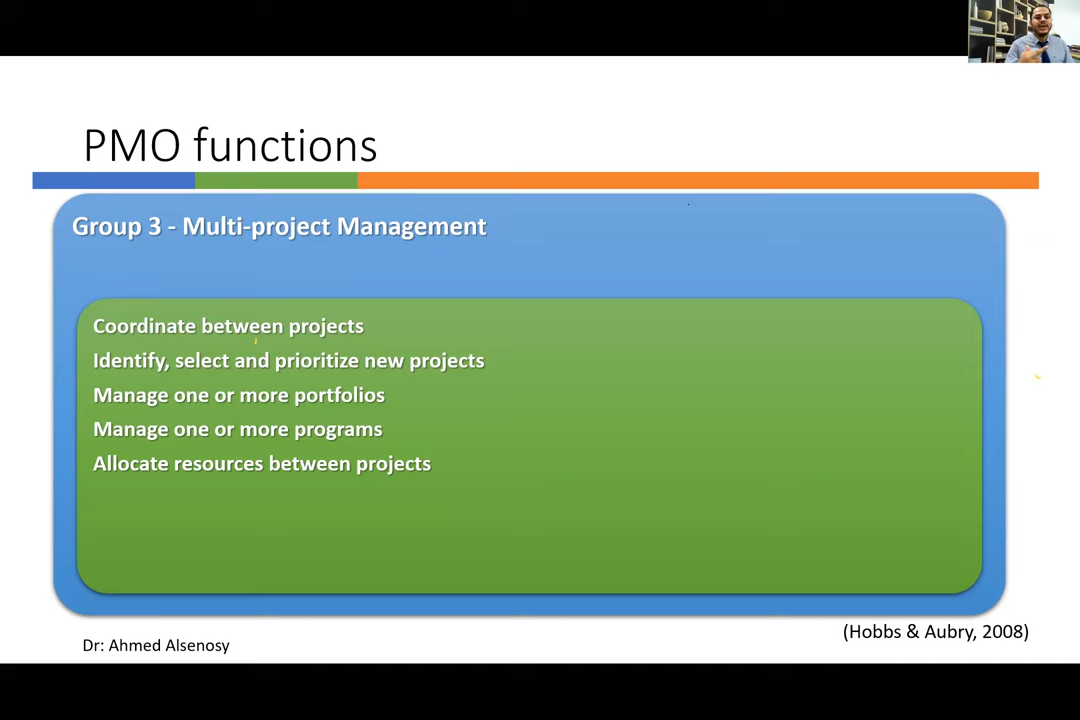 PMO functions
Group 3 - Multi-project Management
Coordinate between projects
Identify, select and prioritize new projects
Manage one or more portfolios
Manage one or more programs
Allocate resources between projects
(Hobbs & Aubry, 2008)
Dr: Ahmed Alsenosy